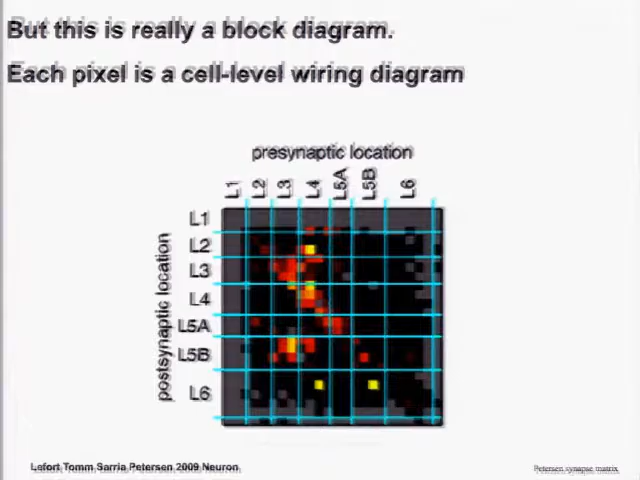 But this is really a block diagram.
Each pixel is a cell-level wiring diagram
presynaptic location
L1 L2 L3 L4 L5A L5B L6
postsynaptic location
L1
L2
L3
L4
L5A
L5B
L6
Lefort Tomm Sarria Petersen 2009 Neuron
Petersen synapse matrix